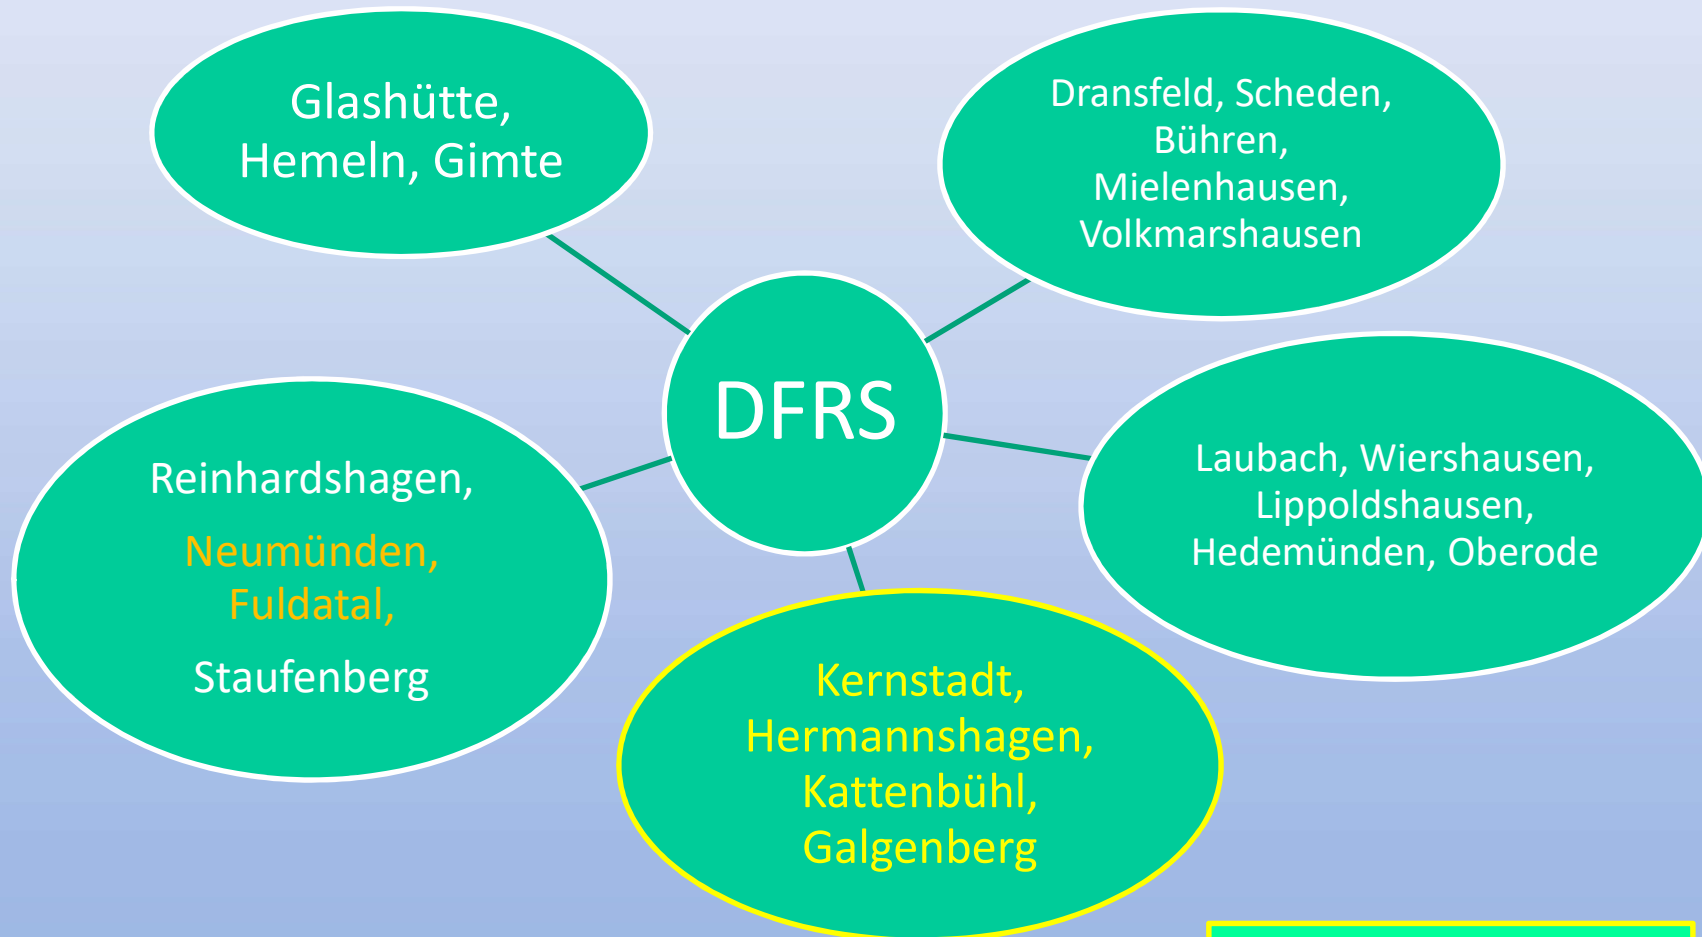 Glashütte,
Hemeln, Gimte
Dransfeld, Scheden,
Bühren,
Mielenhausen,
Volkmarshausen
DFRS
Reinhardshagen,
Neumünden,
Fuldatal,
Staufenberg
Laubach, Wiershausen,
Lippoldshausen,
Hedemünden, Oberode
Kernstadt,
Hermannshagen,
Kattenbühl,
Galgenberg